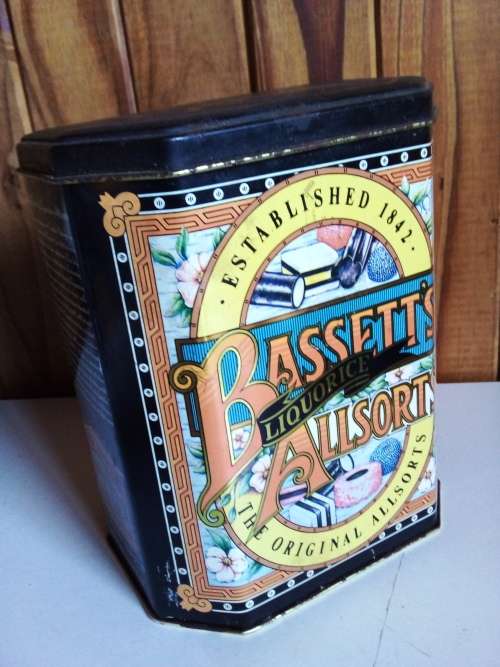 · ESTABLISHED 1842 ·
BASSETT'S
LIQUORICE
ALLSORTS
THE ORIGINAL ALLSORTS